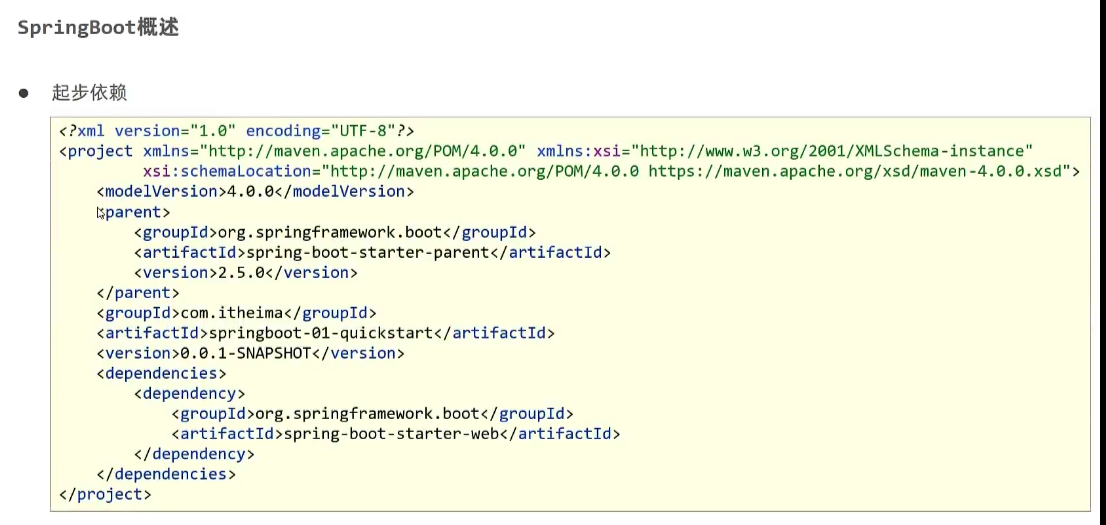 SpringBoot概述
● 起步依赖
<?xml version="1.0" encoding="UTF-8"?>
<project xmlns="http://maven.apache.org/POM/4.0.0" xmlns:xsi="http://www.w3.org/2001/XMLSchema-instance"
xsi:schemaLocation="http://maven.apache.org/POM/4.0.0 https://maven.apache.org/xsd/maven-4.0.0.xsd">
<modelVersion>4.0.0</modelVersion>
<parent>
<groupId>org.springframework.boot</groupId>
<artifactId>spring-boot-starter-parent</artifactId>
<version>2.5.0</version>
</parent>
<groupId>com.itheima</groupId>
<artifactId>springboot-01-quickstart</artifactId>
<version>0.0.1-SNAPSHOT</version>
<dependencies>
<dependency>
<groupId>org.springframework.boot</groupId>
<artifactId>spring-boot-starter-web</artifactId>
</dependency>
</dependencies>
</project>